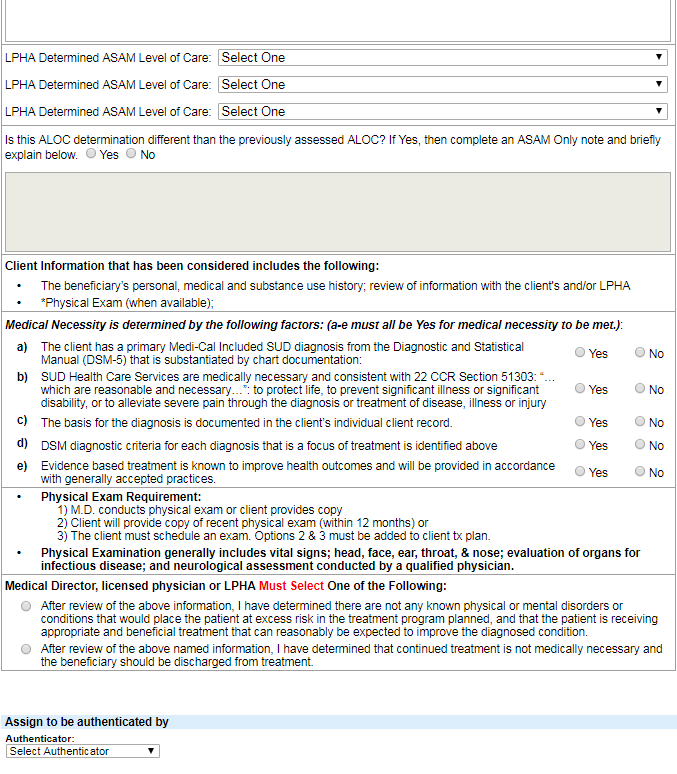 LPHA Determined ASAM Level of Care: Select One
LPHA Determined ASAM Level of Care: Select One
LPHA Determined ASAM Level of Care: Select One
Is this ALOC determination different than the previously assessed ALOC? If Yes, then complete an ASAM Only note and briefly
explain below. Yes No
Client Information that has been considered includes the following:
• The beneficiary's personal, medical and substance use history; review of information with the client's and/or LPHA
• *Physical Exam (when available);
Medical Necessity is determined by the following factors: (a-e must all be Yes for medical necessity to be met.):
a) The client has a primary Medi-Cal Included SUD diagnosis from the Diagnostic and Statistical
Manual (DSM-5) that is substantiated by chart documentation: Yes No
b) SUD Health Care Services are medically necessary and consistent with 22 CCR Section 51303: “…
which are reasonable and necessary…”: to protect life, to prevent significant illness or significant
disability, or to alleviate severe pain through the diagnosis or treatment of disease, illness or injury Yes No
c) The basis for the diagnosis is documented in the client's individual client record. Yes No
d) DSM diagnostic criteria for each diagnosis that is a focus of treatment is identified above Yes No
e) Evidence based treatment is known to improve health outcomes and will be provided in accordance
with generally accepted practices. Yes No
• Physical Exam Requirement:
1) M.D. conducts physical exam or client provides copy
2) Client will provide copy of recent physical exam (within 12 months) or
3) The client must schedule an exam. Options 2 & 3 must be added to client tx plan.
• Physical Examination generally includes vital signs; head, face, ear, throat, & nose; evaluation of organs for
infectious disease; and neurological assessment conducted by a qualified physician.
Medical Director, licensed physician or LPHA Must Select One of the Following:
After review of the above information, I have determined there are not any known physical or mental disorders or
conditions that would place the patient at excess risk in the treatment program planned, and that the patient is receiving
appropriate and beneficial treatment that can reasonably be expected to improve the diagnosed condition.
After review of the above named information, I have determined that continued treatment is not medically necessary and
the beneficiary should be discharged from treatment.
Assign to be authenticated by
Authenticator:
Select Authenticator